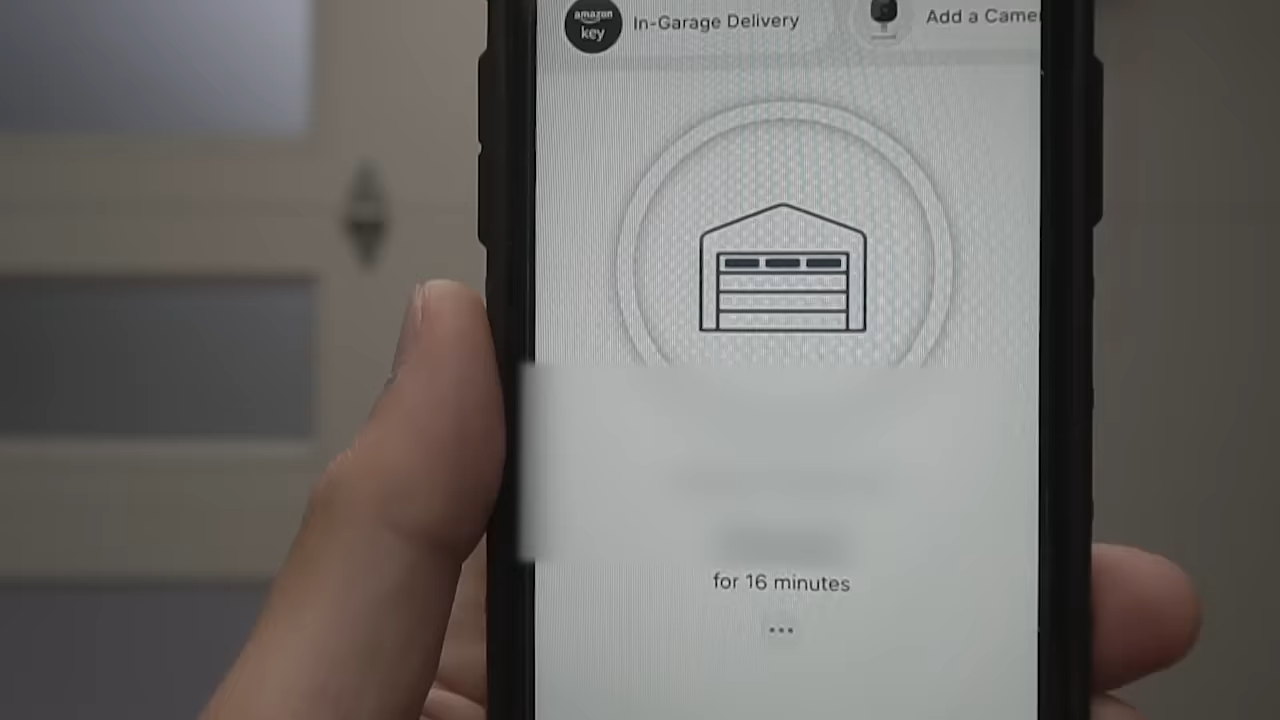 amazon
key
In-Garage Delivery
Add a Came
for 16 minutes
...